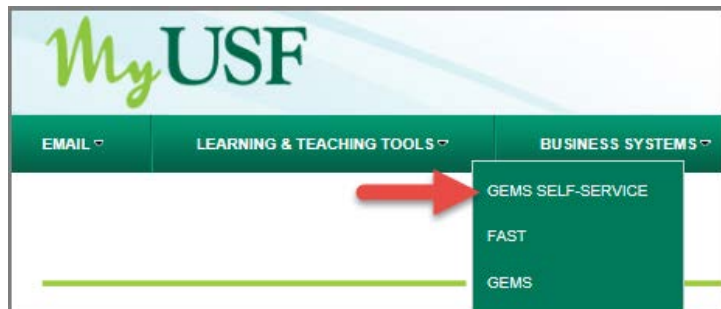 MyUSF
EMAIL LEARNING & TEACHING TOOLS BUSINESS SYSTEMS
GEMS SELF-SERVICE
FAST
GEMS